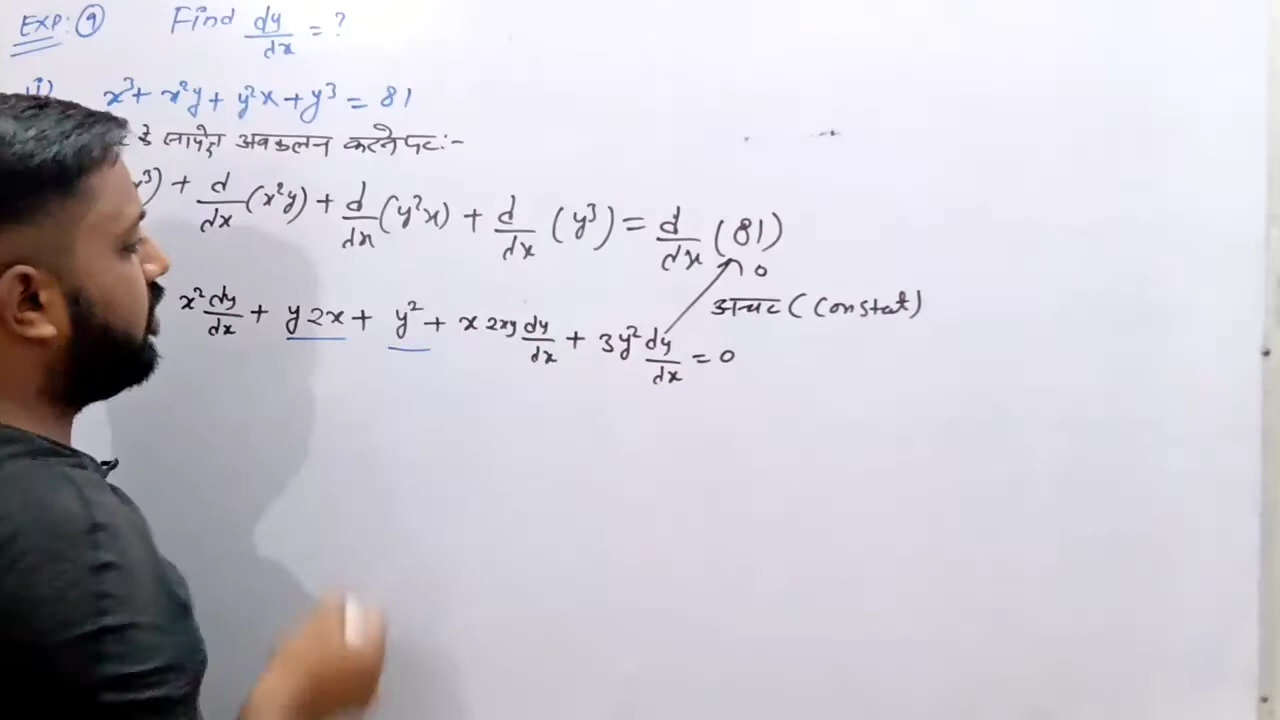 EXP: 9 Find dy/dx = ?
x³ + x²y + y²x + y³ = 81
के सापेक्ष अवकलन करने पर :-
³) + d/dx (x²y) + d/dx (y²x) + d/dx (y³) = d/dx (81)
0
अचर (Constat)
x² dy/dx + y2x + y² + x 2xy dy/dx + 3y² dy/dx = 0